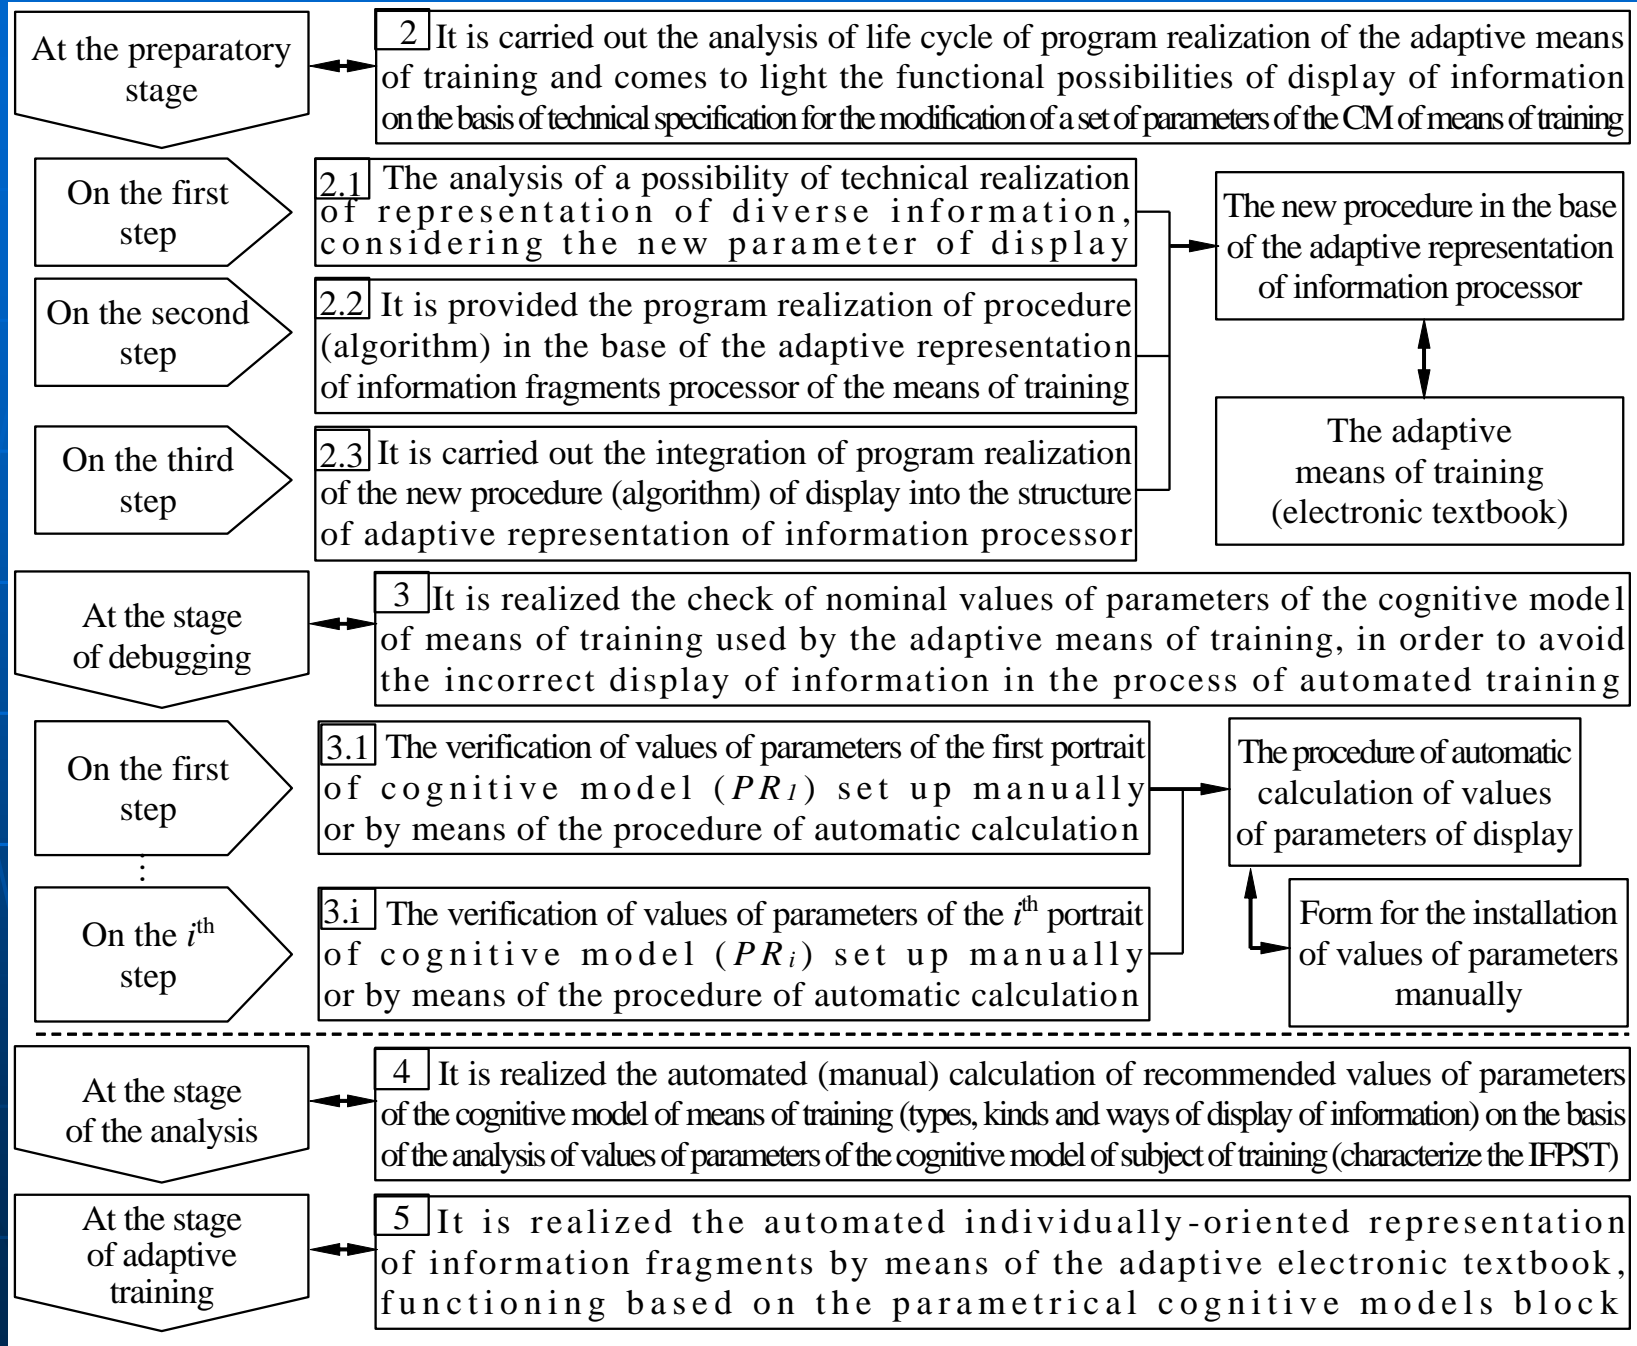 At the preparatory
stage
2 It is carried out the analysis of life cycle of program realization of the adaptive means
of training and comes to light the functional possibilities of display of information
on the basis of technical specification for the modification of a set of parameters of the CM of means of training
On the first
step
2.1 The analysis of a possibility of technical realization
of representation of diverse information,
considering the new parameter of display
The new procedure in the base
of the adaptive representation
of information processor
On the second
step
2.2 It is provided the program realization of procedure
(algorithm) in the base of the adaptive representation
of information fragments processor of the means of training
The adaptive
means of training
(electronic textbook)
On the third
step
2.3 It is carried out the integration of program realization
of the new procedure (algorithm) of display into the structure
of adaptive representation of information processor
At the stage
of debugging
3 It is realized the check of nominal values of parameters of the cognitive model
of means of training used by the adaptive means of training, in order to avoid
the incorrect display of information in the process of automated training
On the first
step
3.1 The verification of values of parameters of the first portrait
of cognitive model (PR1) set up manually
or by means of the procedure of automatic calculation
The procedure of automatic
calculation of values
of parameters of display
⋮
On the ith
step
3.i The verification of values of parameters of the ith portrait
of cognitive model (PRi) set up manually
or by means of the procedure of automatic calculation
Form for the installation
of values of parameters
manually
At the stage
of the analysis
4 It is realized the automated (manual) calculation of recommended values of parameters
of the cognitive model of means of training (types, kinds and ways of display of information) on the basis
of the analysis of values of parameters of the cognitive model of subject of training (characterize the IFPST)
At the stage
of adaptive
training
5 It is realized the automated individually-oriented representation
of information fragments by means of the adaptive electronic textbook,
functioning based on the parametrical cognitive models block